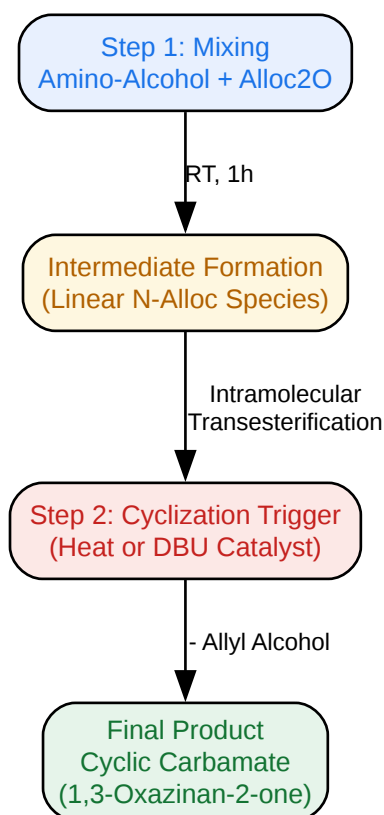 Step 1: Mixing
Amino-Alcohol + Alloc2O
RT, 1h
Intermediate Formation
(Linear N-Alloc Species)
Intramolecular
Transesterification
Step 2: Cyclization Trigger
(Heat or DBU Catalyst)
- Allyl Alcohol
Final Product
Cyclic Carbamate
(1,3-Oxazinan-2-one)